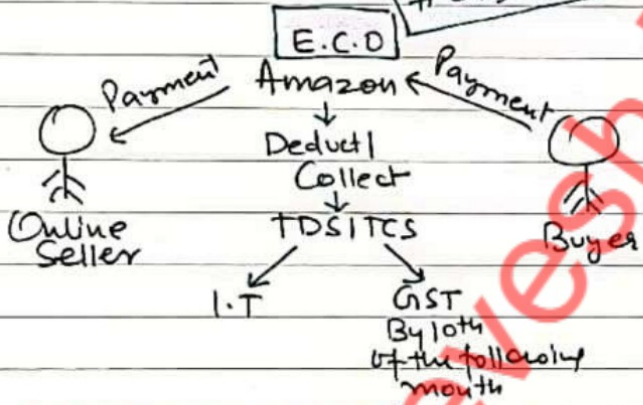 E.C.O
Payment
Amazon
Payment
Deduct/
Collect
TDS/TCS
Online
Seller
Buyer
I.T
GST
By 10th
of the following
month